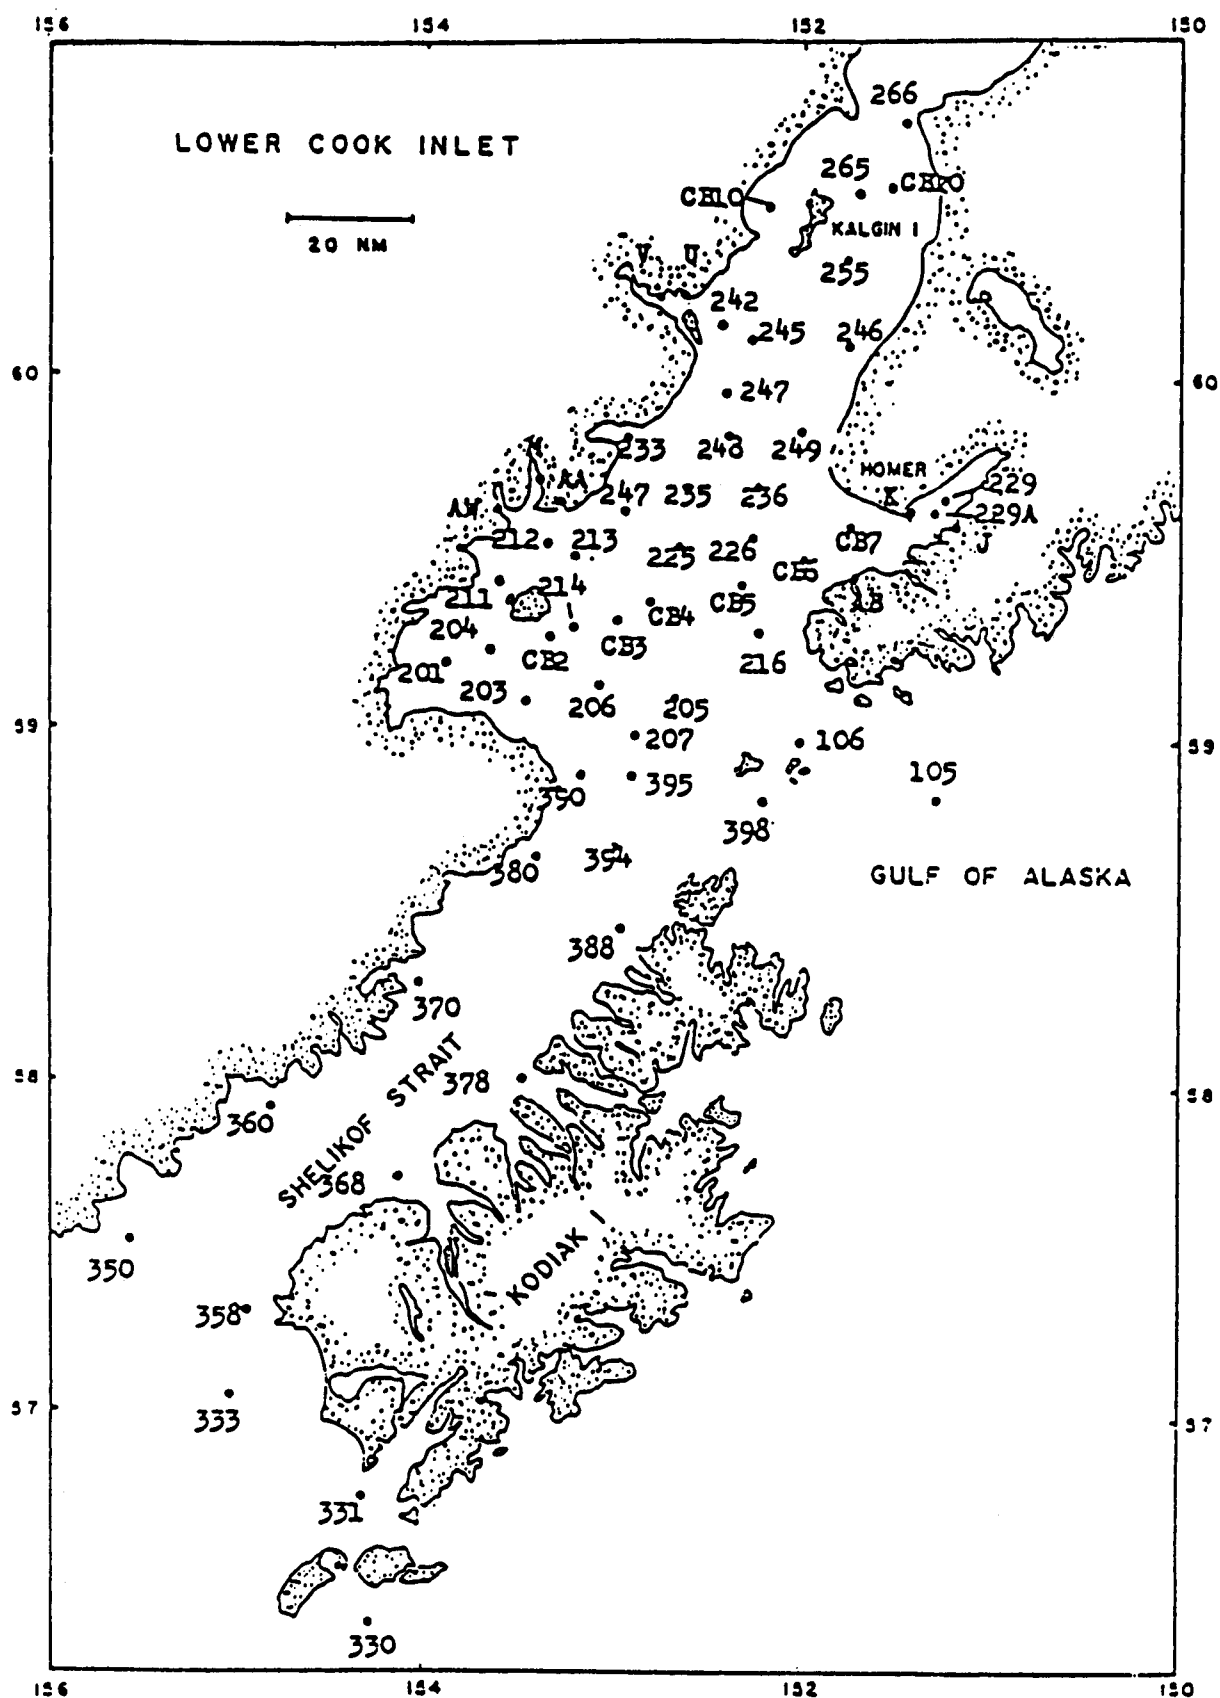 156 154 152 150
266
LOWER COOK INLET
265
CB10 CB10
KALGIN I
20 NM
V U
255
242
245 246
60 60
247
233 248 249
HOMER
M AA 247 235 236 X 229
AW 229A
212 213 225 226 CB7 J
CB6
211 214 CB4 CB5 AB
204 CB2 CB3 216
201
203 206 205
59 207 106 59
390 395 105
398
380 394
GULF OF ALASKA
388
370
SHELIKOF STRAIT
378
58 58
360
368
KODIAK I
350
358
333
57 57
331
330
156 154 152 150